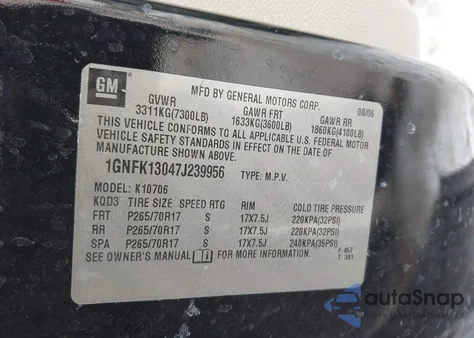 GM
MFD BY GENERAL MOTORS CORP. 08/06
GVWR GAWR FRT GAWR RR
3311KG(7300LB) 1633KG(3600LB) 1860KG(4100LB)
THIS VEHICLE CONFORMS TO ALL APPLICABLE U.S. FEDERAL MOTOR
VEHICLE SAFETY STANDARDS IN EFFECT ON THE DATE OF
MANUFACTURE SHOWN ABOVE.
1GNFK13047J239956 TYPE: M.P.V.
MODEL: K10706
KQD3 TIRE SIZE SPEED RTG RIM COLD TIRE PRESSURE
FRT P265/70R17 S 17X7.5J 220KPA(32PSI)
RR P265/70R17 S 17X7.5J 220KPA(32PSI)
SPA P265/70R17 S 17X7.5J 240KPA(35PSI)
SEE OWNER'S MANUAL FOR MORE INFORMATION.
F 457
T 381
autaSnap